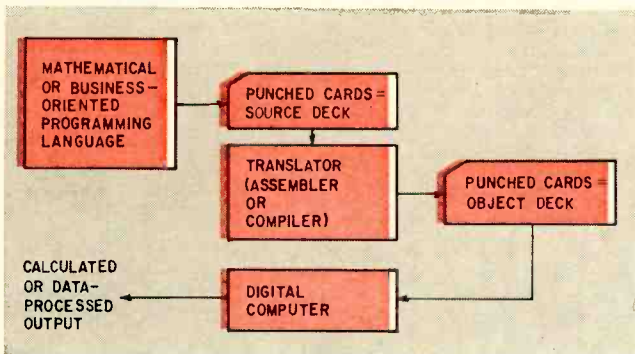 MATHEMATICAL
OR BUSINESS-
ORIENTED
PROGRAMMING
LANGUAGE
PUNCHED CARDS =
SOURCE DECK
TRANSLATOR
(ASSEMBLER
OR
COMPILER)
PUNCHED CARDS =
OBJECT DECK
DIGITAL
COMPUTER
CALCULATED
OR DATA-
PROCESSED
OUTPUT